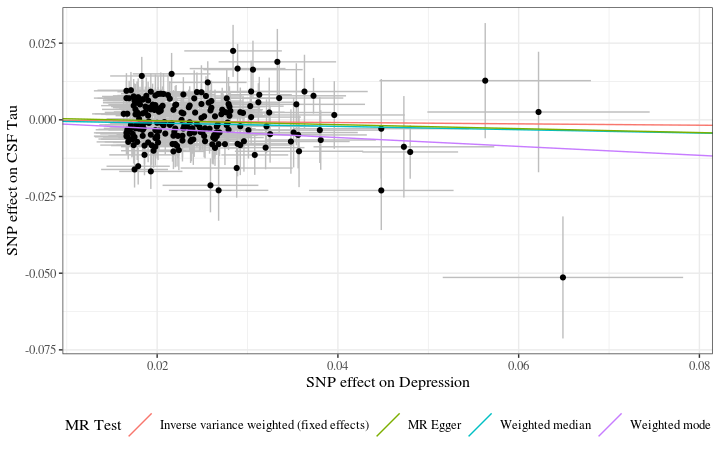 0.025
0.000
-0.025
-0.050
-0.075
SNP effect on CSF Tau
0.02 0.04 0.06 0.08
SNP effect on Depression
MR Test Inverse variance weighted (fixed effects) MR Egger Weighted median Weighted mode